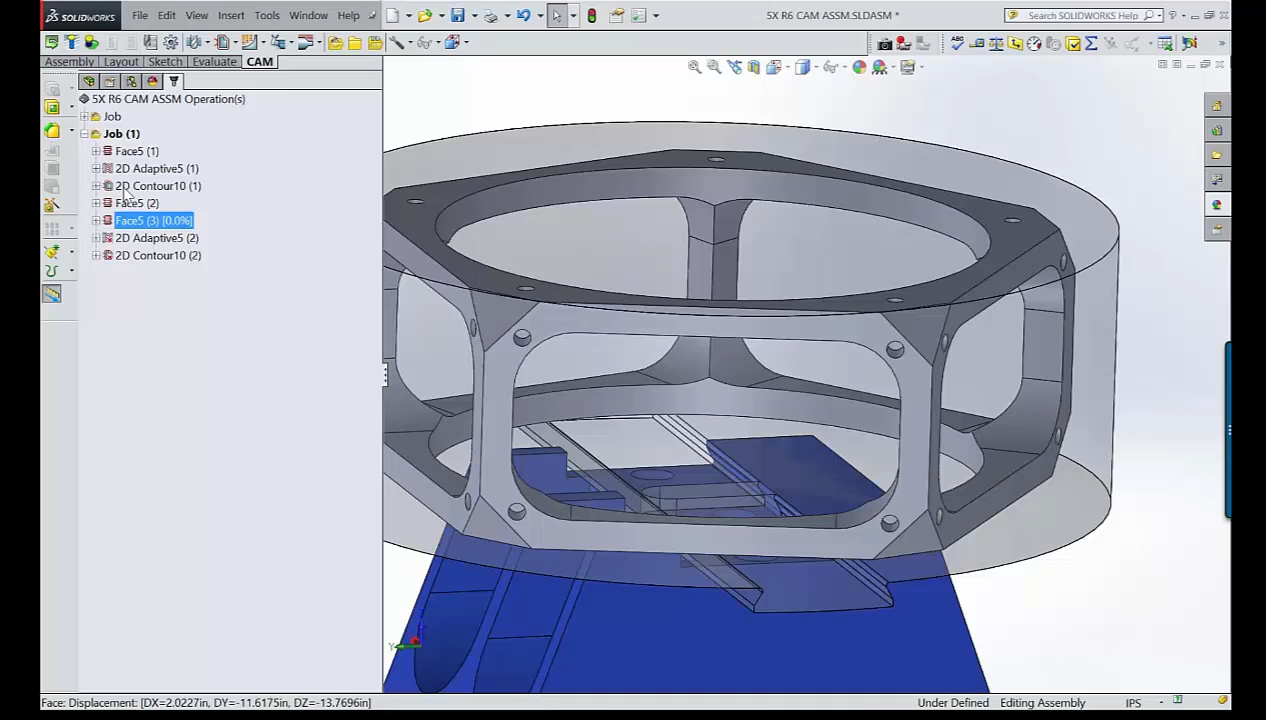 SOLIDWORKS File Edit View Insert Tools Window Help 5X R6 CAM ASSM.SLDASM * Search SOLIDWORKS Help
Assembly Layout Sketch Evaluate CAM
5X R6 CAM ASSM Operation(s)
Job
Job (1)
Face5 (1)
2D Adaptive5 (1)
2D Contour10 (1)
Face5 (2)
Face5 (3) [0.0%]
2D Adaptive5 (2)
2D Contour10 (2)
Y
Face: Displacement: [DX=2.0227in, DY=-11.6175in, DZ=-13.7696in] Under Defined Editing Assembly IPS -